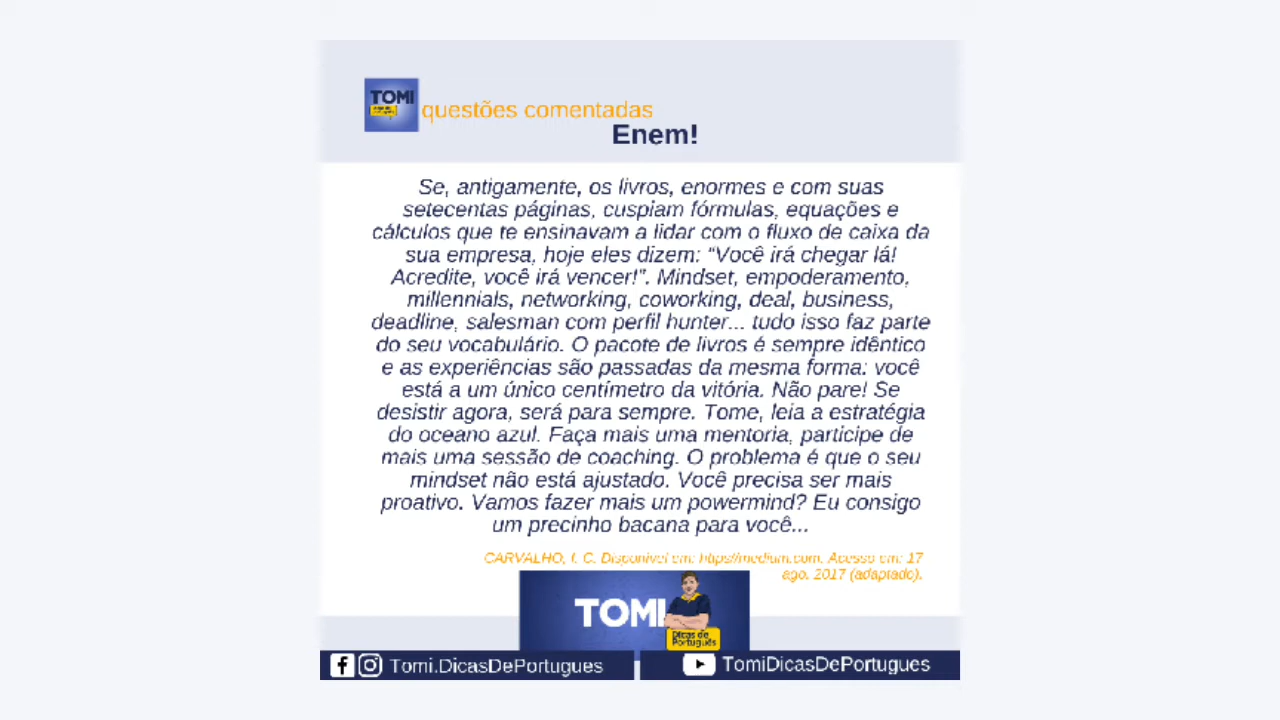 TOMI
questões comentadas
Enem!
Se, antigamente, os livros, enormes e com suas
setecentas páginas, cuspiam fórmulas, equações e
cálculos que te ensinavam a lidar com o fluxo de caixa da
sua empresa, hoje eles dizem: “Você irá chegar lá!
Acredite, você irá vencer!”. Mindset, empoderamento,
millennials, networking, coworking, deal, business,
deadline, salesman com perfil hunter... tudo isso faz parte
do seu vocabulário. O pacote de livros é sempre idêntico
e as experiências são passadas da mesma forma: você
está a um único centímetro da vitória. Não pare! Se
desistir agora, será para sempre. Tome, leia a estratégia
do oceano azul. Faça mais uma mentoria, participe de
mais uma sessão de coaching. O problema é que o seu
mindset não está ajustado. Você precisa ser mais
proativo. Vamos fazer mais um powermind? Eu consigo
um precinho bacana para você...
CARVALHO, I. C. Disponível em: https//medium.com. Acesso em: 17
ago. 2017 (adaptado).
TOMI
Dicas de
Português
Tomi.DicasDePortugues
TomiDicasDePortugues